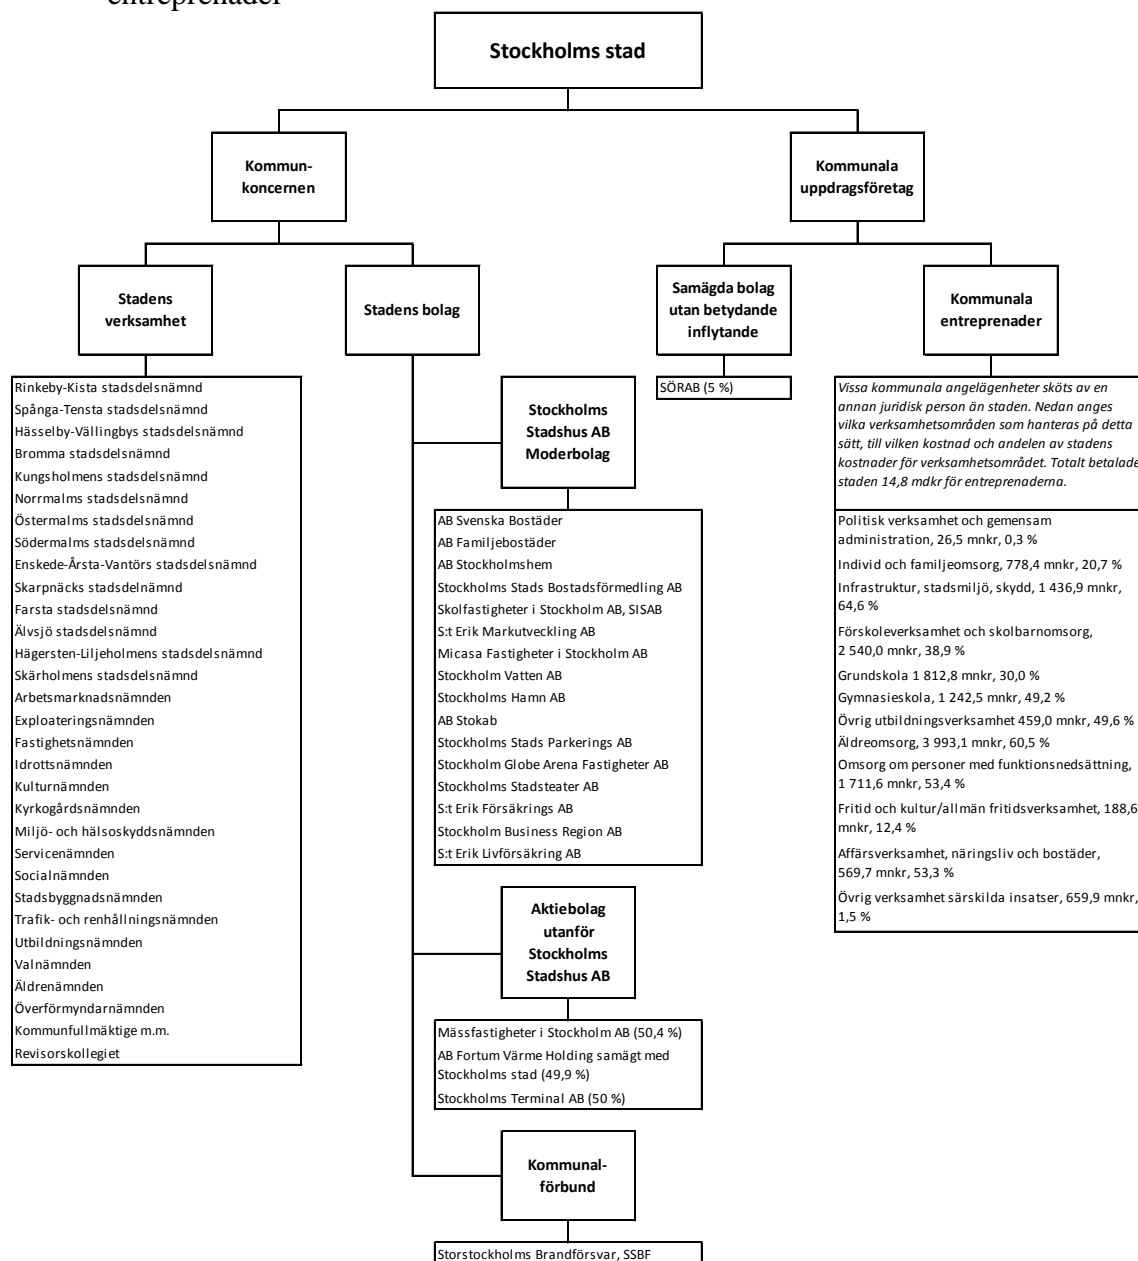 entreprenader
Stockholms stad
Kommun-
koncernen
Kommunala
uppdragsföretag
Stadens
verksamhet
Stadens bolag
Samägda bolag
utan betydande
inflytande
Kommunala
entreprenader
Rinkeby-Kista stadsdelsnämnd
Spånga-Tensta stadsdelsnämnd
Hässelby-Vällingbys stadsdelsnämnd
Bromma stadsdelsnämnd
Kungsholmens stadsdelsnämnd
Norrmalms stadsdelsnämnd
Östermalms stadsdelsnämnd
Södermalms stadsdelsnämnd
Enskede-Årsta-Vantörs stadsdelsnämnd
Skarpnäcks stadsdelnämnd
Farsta stadsdelsnämnd
Älvsjö stadsdelsnämnd
Hägersten-Liljeholmens stadsdelsnämnd
Skärholmens stadsdelsnämnd
Arbetsmarknadsnämnden
Exploateringsnämnden
Fastighetsnämnden
Idrottsnämnden
Kulturnämnden
Kyrkogårdsnämnden
Miljö- och hälsoskyddsnämnden
Servicenämnden
Socialnämnden
Stadsbyggnadsnämnden
Trafik- och renhållningsnämnden
Utbildningsnämnden
Valnämnden
Äldrenämnden
Överförmyndarnämnden
Kommunfullmäktige m.m.
Revisorskollegiet
Stockholms
Stadshus AB
Moderbolag
AB Svenska Bostäder
AB Familjebostäder
AB Stockholmshem
Stockholms Stads Bostadsförmedling AB
Skolfastigheter i Stockholm AB, SISAB
S:t Erik Markutveckling AB
Micasa Fastigheter i Stockholm AB
Stockholm Vatten AB
Stockholms Hamn AB
AB Stokab
Stockholms Stads Parkerings AB
Stockholm Globe Arena Fastigheter AB
Stockholms Stadsteater AB
S:t Erik Försäkrings AB
Stockholm Business Region AB
S:t Erik Livförsäkring AB
Aktiebolag
utanför
Stockholms
Stadshus AB
Mässfastigheter i Stockholm AB (50,4 %)
AB Fortum Värme Holding samägt med
Stockholms stad (49,9 %)
Stockholms Terminal AB (50 %)
Kommunal-
förbund
Storstockholms Brandförsvar, SSBF
SÖRAB (5 %)
Vissa kommunala angelägenheter sköts av en
annan juridisk person än staden. Nedan anges
vilka verksamhetsområden som hanteras på detta
sätt, till vilken kostnad och andelen av stadens
kostnader för verksamhetsområdet. Totalt betalade
staden 14,8 mdkr för entreprenaderna.
Politisk verksamhet och gemensam
administration, 26,5 mnkr, 0,3 %
Individ och familjeomsorg, 778,4 mnkr, 20,7 %
Infrastruktur, stadsmiljö, skydd, 1 436,9 mnkr,
64,6 %
Förskoleverksamhet och skolbarnomsorg,
2 540,0 mnkr, 38,9 %
Grundskola 1 812,8 mnkr, 30,0 %
Gymnasieskola, 1 242,5 mnkr, 49,2 %
Övrig utbildningsverksamhet 459,0 mnkr, 49,6 %
Äldreomsorg, 3 993,1 mnkr, 60,5 %
Omsorg om personer med funktionsnedsättning,
1 711,6 mnkr, 53,4 %
Fritid och kultur/allmän fritidsverksamhet, 188,6
mnkr, 12,4 %
Affärsverksamhet, näringsliv och bostäder,
569,7 mnkr, 53,3 %
Övrig verksamhet särskilda insatser, 659,9 mnkr,
1,5 %